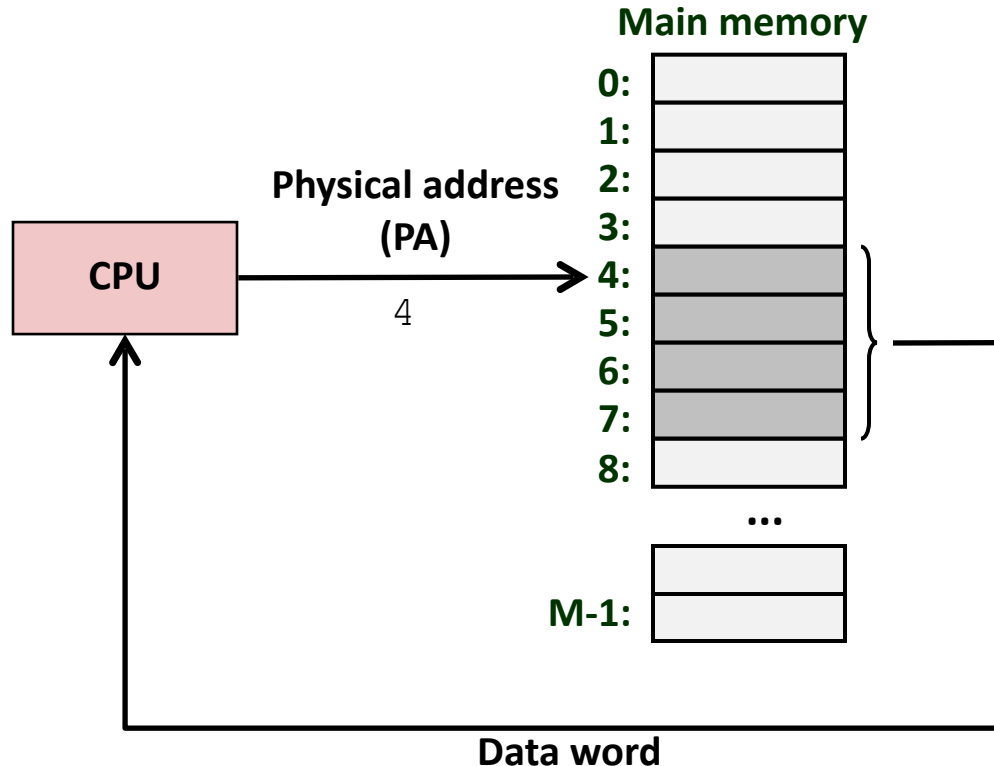 Main memory
0:
1:
2:
Physical address
(PA)
3:
CPU
4:
4
5:
6:
7:
8:
...
M-1:
Data word